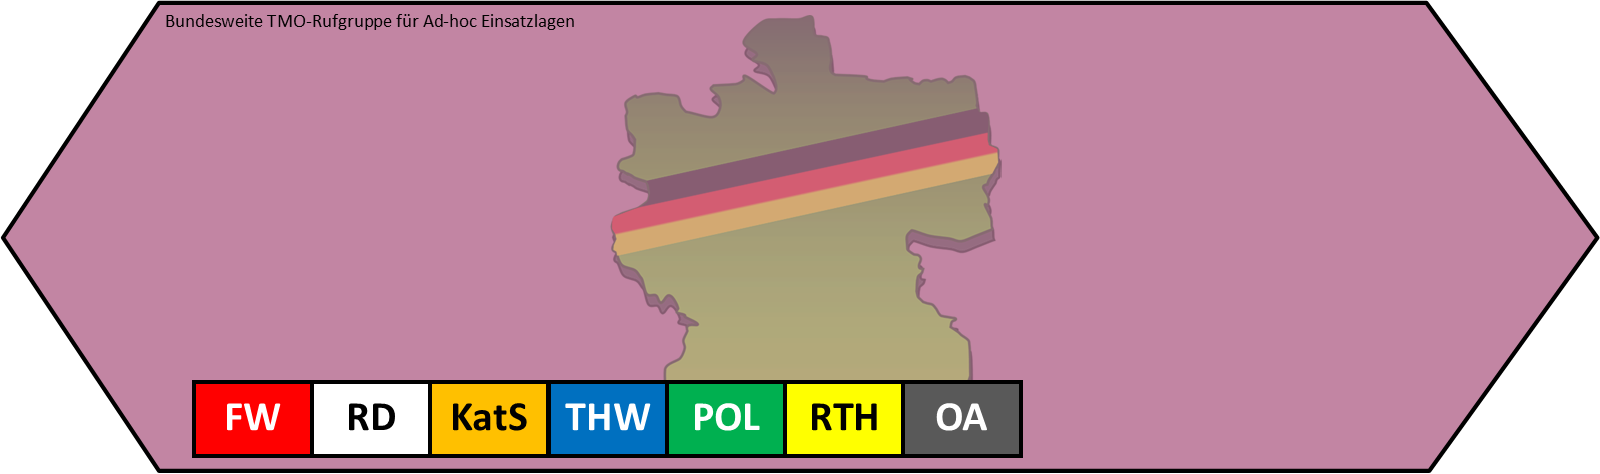 Bundesweite TMO-Rufgruppe für Ad-hoc Einsatzlagen
FW RD KatS THW POL RTH OA